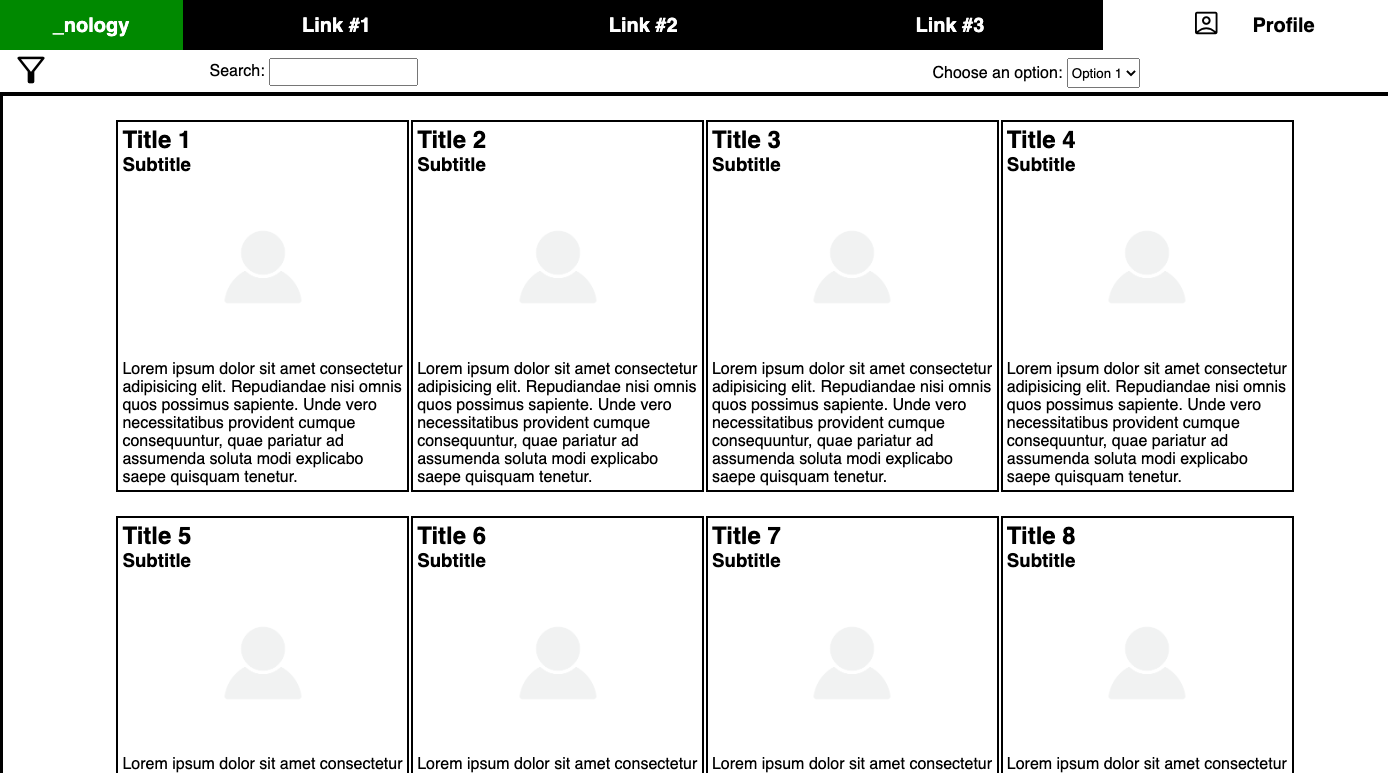 _nology Link #1 Link #2 Link #3 Profile
Search: Choose an option: Option 1
Title 1
Subtitle
Lorem ipsum dolor sit amet consectetur
adipisicing elit. Repudiandae nisi omnis
quos possimus sapiente. Unde vero
necessitatibus provident cumque
consequuntur, quae pariatur ad
assumenda soluta modi explicabo
saepe quisquam tenetur.
Title 2
Subtitle
Lorem ipsum dolor sit amet consectetur
adipisicing elit. Repudiandae nisi omnis
quos possimus sapiente. Unde vero
necessitatibus provident cumque
consequuntur, quae pariatur ad
assumenda soluta modi explicabo
saepe quisquam tenetur.
Title 3
Subtitle
Lorem ipsum dolor sit amet consectetur
adipisicing elit. Repudiandae nisi omnis
quos possimus sapiente. Unde vero
necessitatibus provident cumque
consequuntur, quae pariatur ad
assumenda soluta modi explicabo
saepe quisquam tenetur.
Title 4
Subtitle
Lorem ipsum dolor sit amet consectetur
adipisicing elit. Repudiandae nisi omnis
quos possimus sapiente. Unde vero
necessitatibus provident cumque
consequuntur, quae pariatur ad
assumenda soluta modi explicabo
saepe quisquam tenetur.
Title 5
Subtitle
Lorem ipsum dolor sit amet consectetur
Title 6
Subtitle
Lorem ipsum dolor sit amet consectetur
Title 7
Subtitle
Lorem ipsum dolor sit amet consectetur
Title 8
Subtitle
Lorem ipsum dolor sit amet consectetur